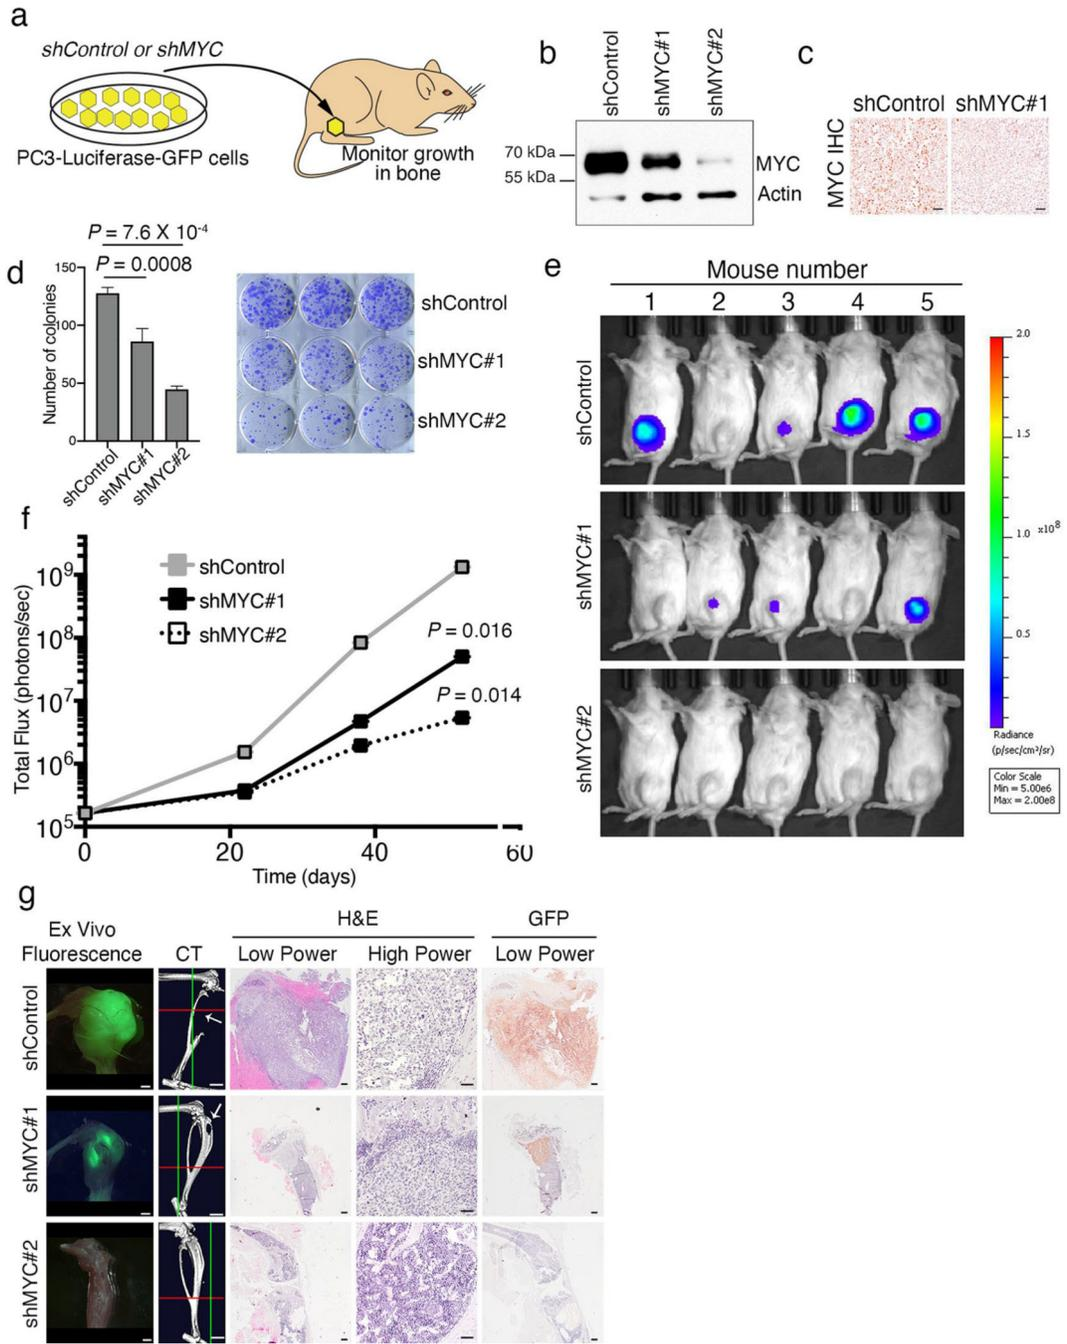 a
shControl or shMYC
PC3-Luciferase-GFP cells
Monitor growth
in bone
b
shControl
shMYC#1
shMYC#2
70 kDa
55 kDa
MYC
Actin
c
shControl shMYC#1
MYC IHC
d
P = 7.6 X 10-4
P = 0.0008
Number of colonies
150
100
50
0
shControl
shMYC#1
shMYC#2
shControl
shMYC#1
shMYC#2
e
Mouse number
1 2 3 4 5
shControl
shMYC#1
shMYC#2
2.0
1.5
1.0 x10⁸
0.5
Radiance
(p/sec/cm²/sr)
Color Scale
Min = 5.00e6
Max = 2.00e8
f
Total Flux (photons/sec)
10⁹
10⁸
10⁷
10⁶
10⁵
shControl
shMYC#1
shMYC#2
P = 0.016
P = 0.014
0 20 40 60
Time (days)
g
Ex Vivo
Fluorescence
CT
H&E
Low Power High Power
GFP
Low Power
shControl
shMYC#1
shMYC#2